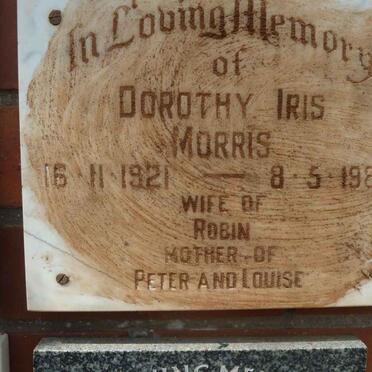 In Loving Memory
of
DOROTHY IRIS
MORRIS
16·11·1921 — 8·5·198
WIFE OF
ROBIN
MOTHER OF
PETER AND LOUISE